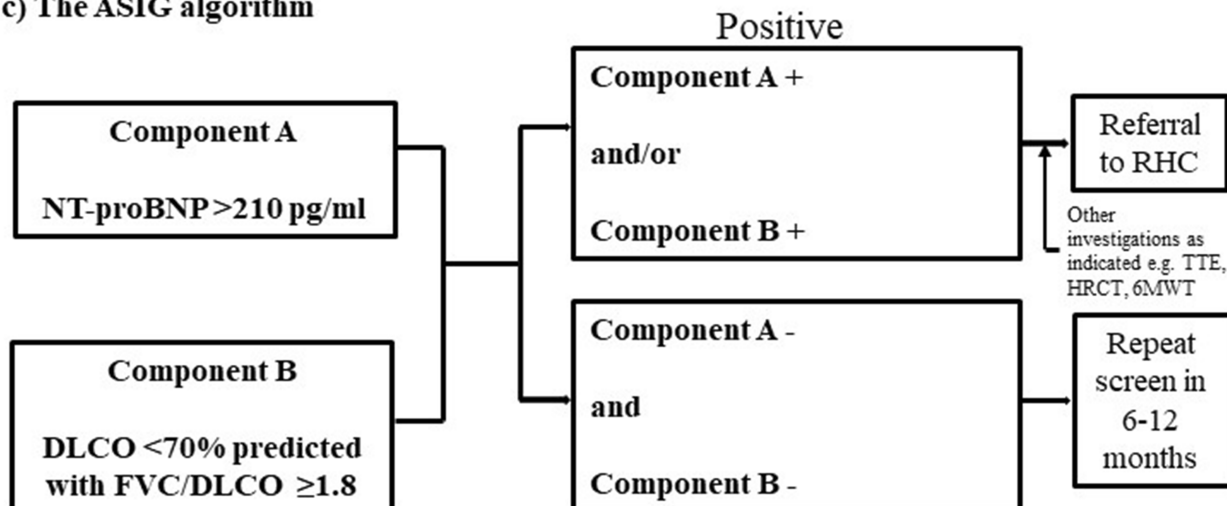 c) The ASIG algorithm
Positive
Component A
NT-proBNP >210 pg/ml
Component B
DLCO <70% predicted
with FVC/DLCO ≥1.8
Component A +
and/or
Component B +
Component A -
and
Component B -
Referral
to RHC
Other
investigations as
indicated e.g. TTE,
HRCT, 6MWT
Repeat
screen in
6-12
months